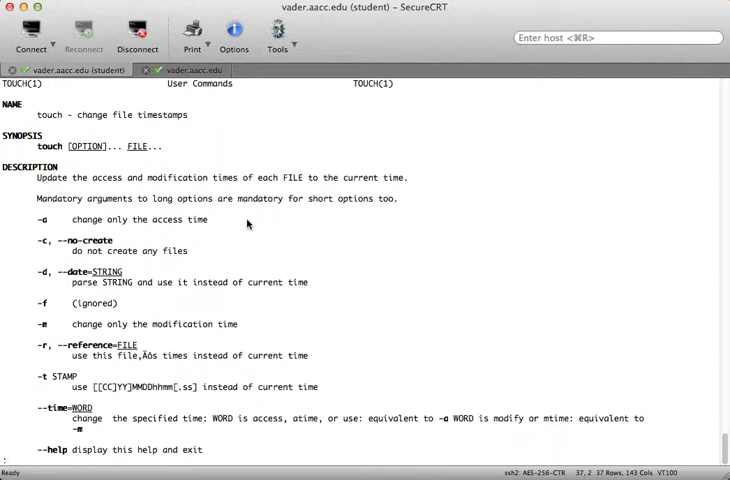 vader.aacc.edu (student) – SecureCRT
Connect
Reconnect
Disconnect
Print
Options
Tools
Enter host <⌘R>
vader.aacc.edu (student)
vader.aacc.edu
TOUCH(1) User Commands TOUCH(1)
NAME
touch - change file timestamps
SYNOPSIS
touch [OPTION]... FILE...
DESCRIPTION
Update the access and modification times of each FILE to the current time.
Mandatory arguments to long options are mandatory for short options too.
-a change only the access time
-c, --no-create
do not create any files
-d, --date=STRING
parse STRING and use it instead of current time
-f (ignored)
-m change only the modification time
-r, --reference=FILE
use this file‚Äôs times instead of current time
-t STAMP
use [[CC]YY]MMDDhhmm[.ss] instead of current time
--time=WORD
change the specified time: WORD is access, atime, or use: equivalent to -a WORD is modify or mtime: equivalent to
-m
--help display this help and exit
:
Ready ssh2: AES-256-CTR 37, 2 37 Rows, 143 Cols VT100